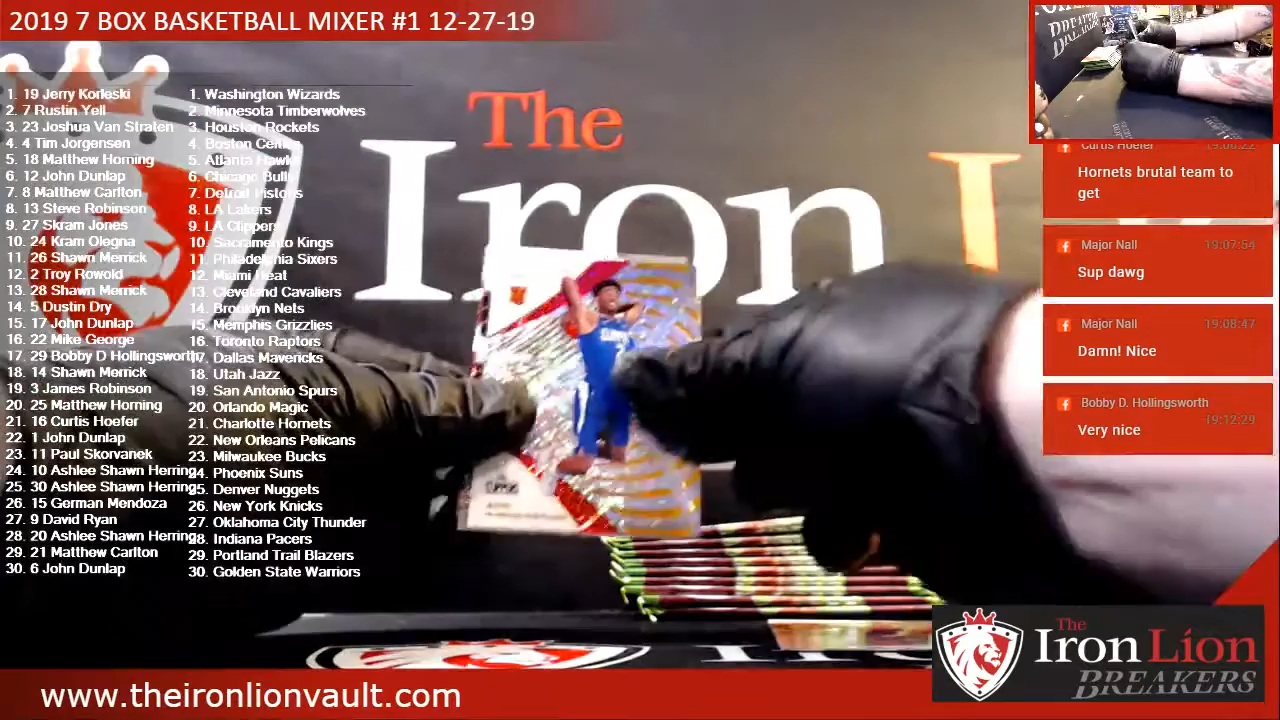 2019 7 BOX BASKETBALL MIXER #1 12-27-19
1. 19 Jerry Korleski
2. 7 Rustin Yell
3. 23 Joshua Van Straten
4. 4 Tim Jorgensen
5. 18 Matthew Horning
6. 12 John Dunlap
7. 8 Matthew Carlton
8. 13 Steve Robinson
9. 27 Skram Jones
10. 24 Kram Olegna
11. 26 Shawn Merrick
12. 2 Troy Rowold
13. 28 Shawn Merrick
14. 5 Dustin Dry
15. 17 John Dunlap
16. 22 Mike George
17. 29 Bobby D Hollingsworth
18. 14 Shawn Merrick
19. 3 James Robinson
20. 25 Matthew Horning
21. 16 Curtis Hoefer
22. 1 John Dunlap
23. 11 Paul Skorvanek
24. 10 Ashlee Shawn Herring
25. 30 Ashlee Shawn Herring
26. 15 German Mendoza
27. 9 David Ryan
28. 20 Ashlee Shawn Herring
29. 21 Matthew Carlton
30. 6 John Dunlap
1. Washington Wizards
2. Minnesota Timberwolves
3. Houston Rockets
4. Boston Celtics
5. Atlanta Hawks
6. Chicago Bulls
7. Detroit Pistons
8. LA Lakers
9. LA Clippers
10. Sacramento Kings
11. Philadelphia Sixers
12. Miami Heat
13. Cleveland Cavaliers
14. Brooklyn Nets
15. Memphis Grizzlies
16. Toronto Raptors
17. Dallas Mavericks
18. Utah Jazz
19. San Antonio Spurs
20. Orlando Magic
21. Charlotte Hornets
22. New Orleans Pelicans
23. Milwaukee Bucks
24. Phoenix Suns
25. Denver Nuggets
26. New York Knicks
27. Oklahoma City Thunder
28. Indiana Pacers
29. Portland Trail Blazers
30. Golden State Warriors
The
Iron L
BREAKERS
Curtis Hoefer 19:06:22
Hornets brutal team to
get
Major Nall 19:07:54
Sup dawg
Major Nall 19:08:47
Damn! Nice
Bobby D. Hollingsworth
19:12:29
Very nice
The
Iron Lion
BREAKERS
www.theironlionvault.com